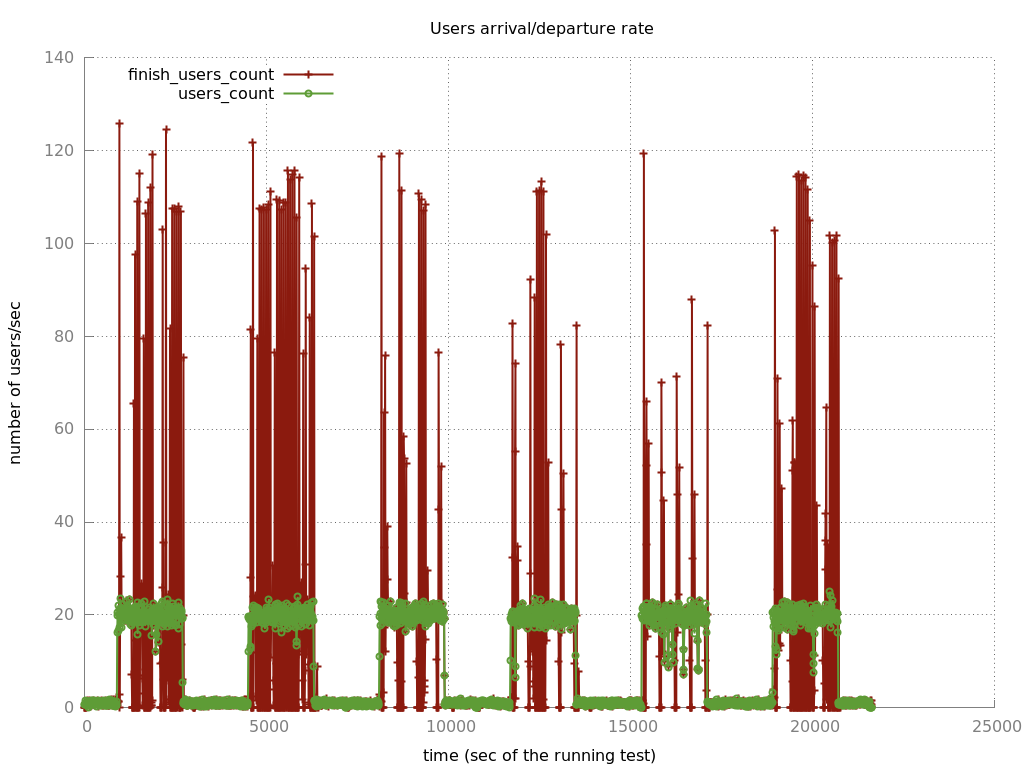 Users arrival/departure rate
140
finish_users_count
users_count
120
100
80
60
40
20
0
number of users/sec
0
5000
10000
15000
20000
25000
time (sec of the running test)